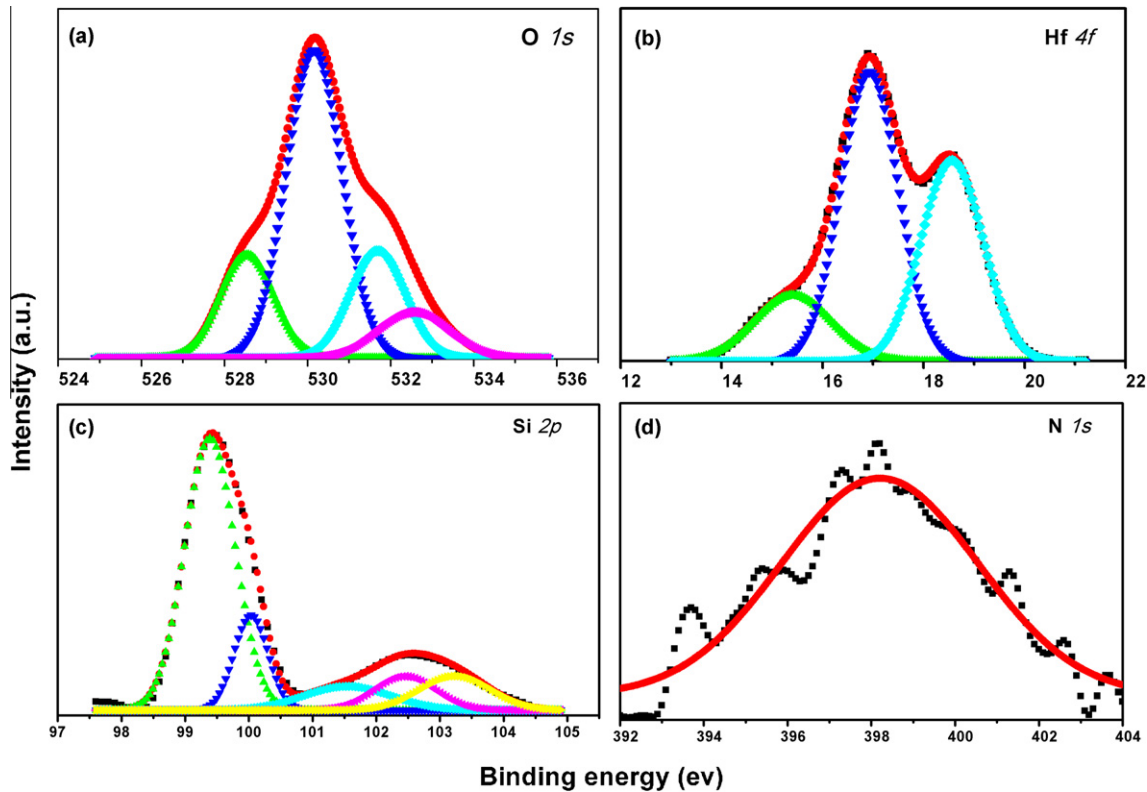 (a) O 1s
524 526 528 530 532 534 536
(b) Hf 4f
12 14 16 18 20 22
(c) Si 2p
97 98 99 100 101 102 103 104 105
(d) N 1s
392 394 396 398 400 402 404
Intensity (a.u.)
Binding energy (ev)